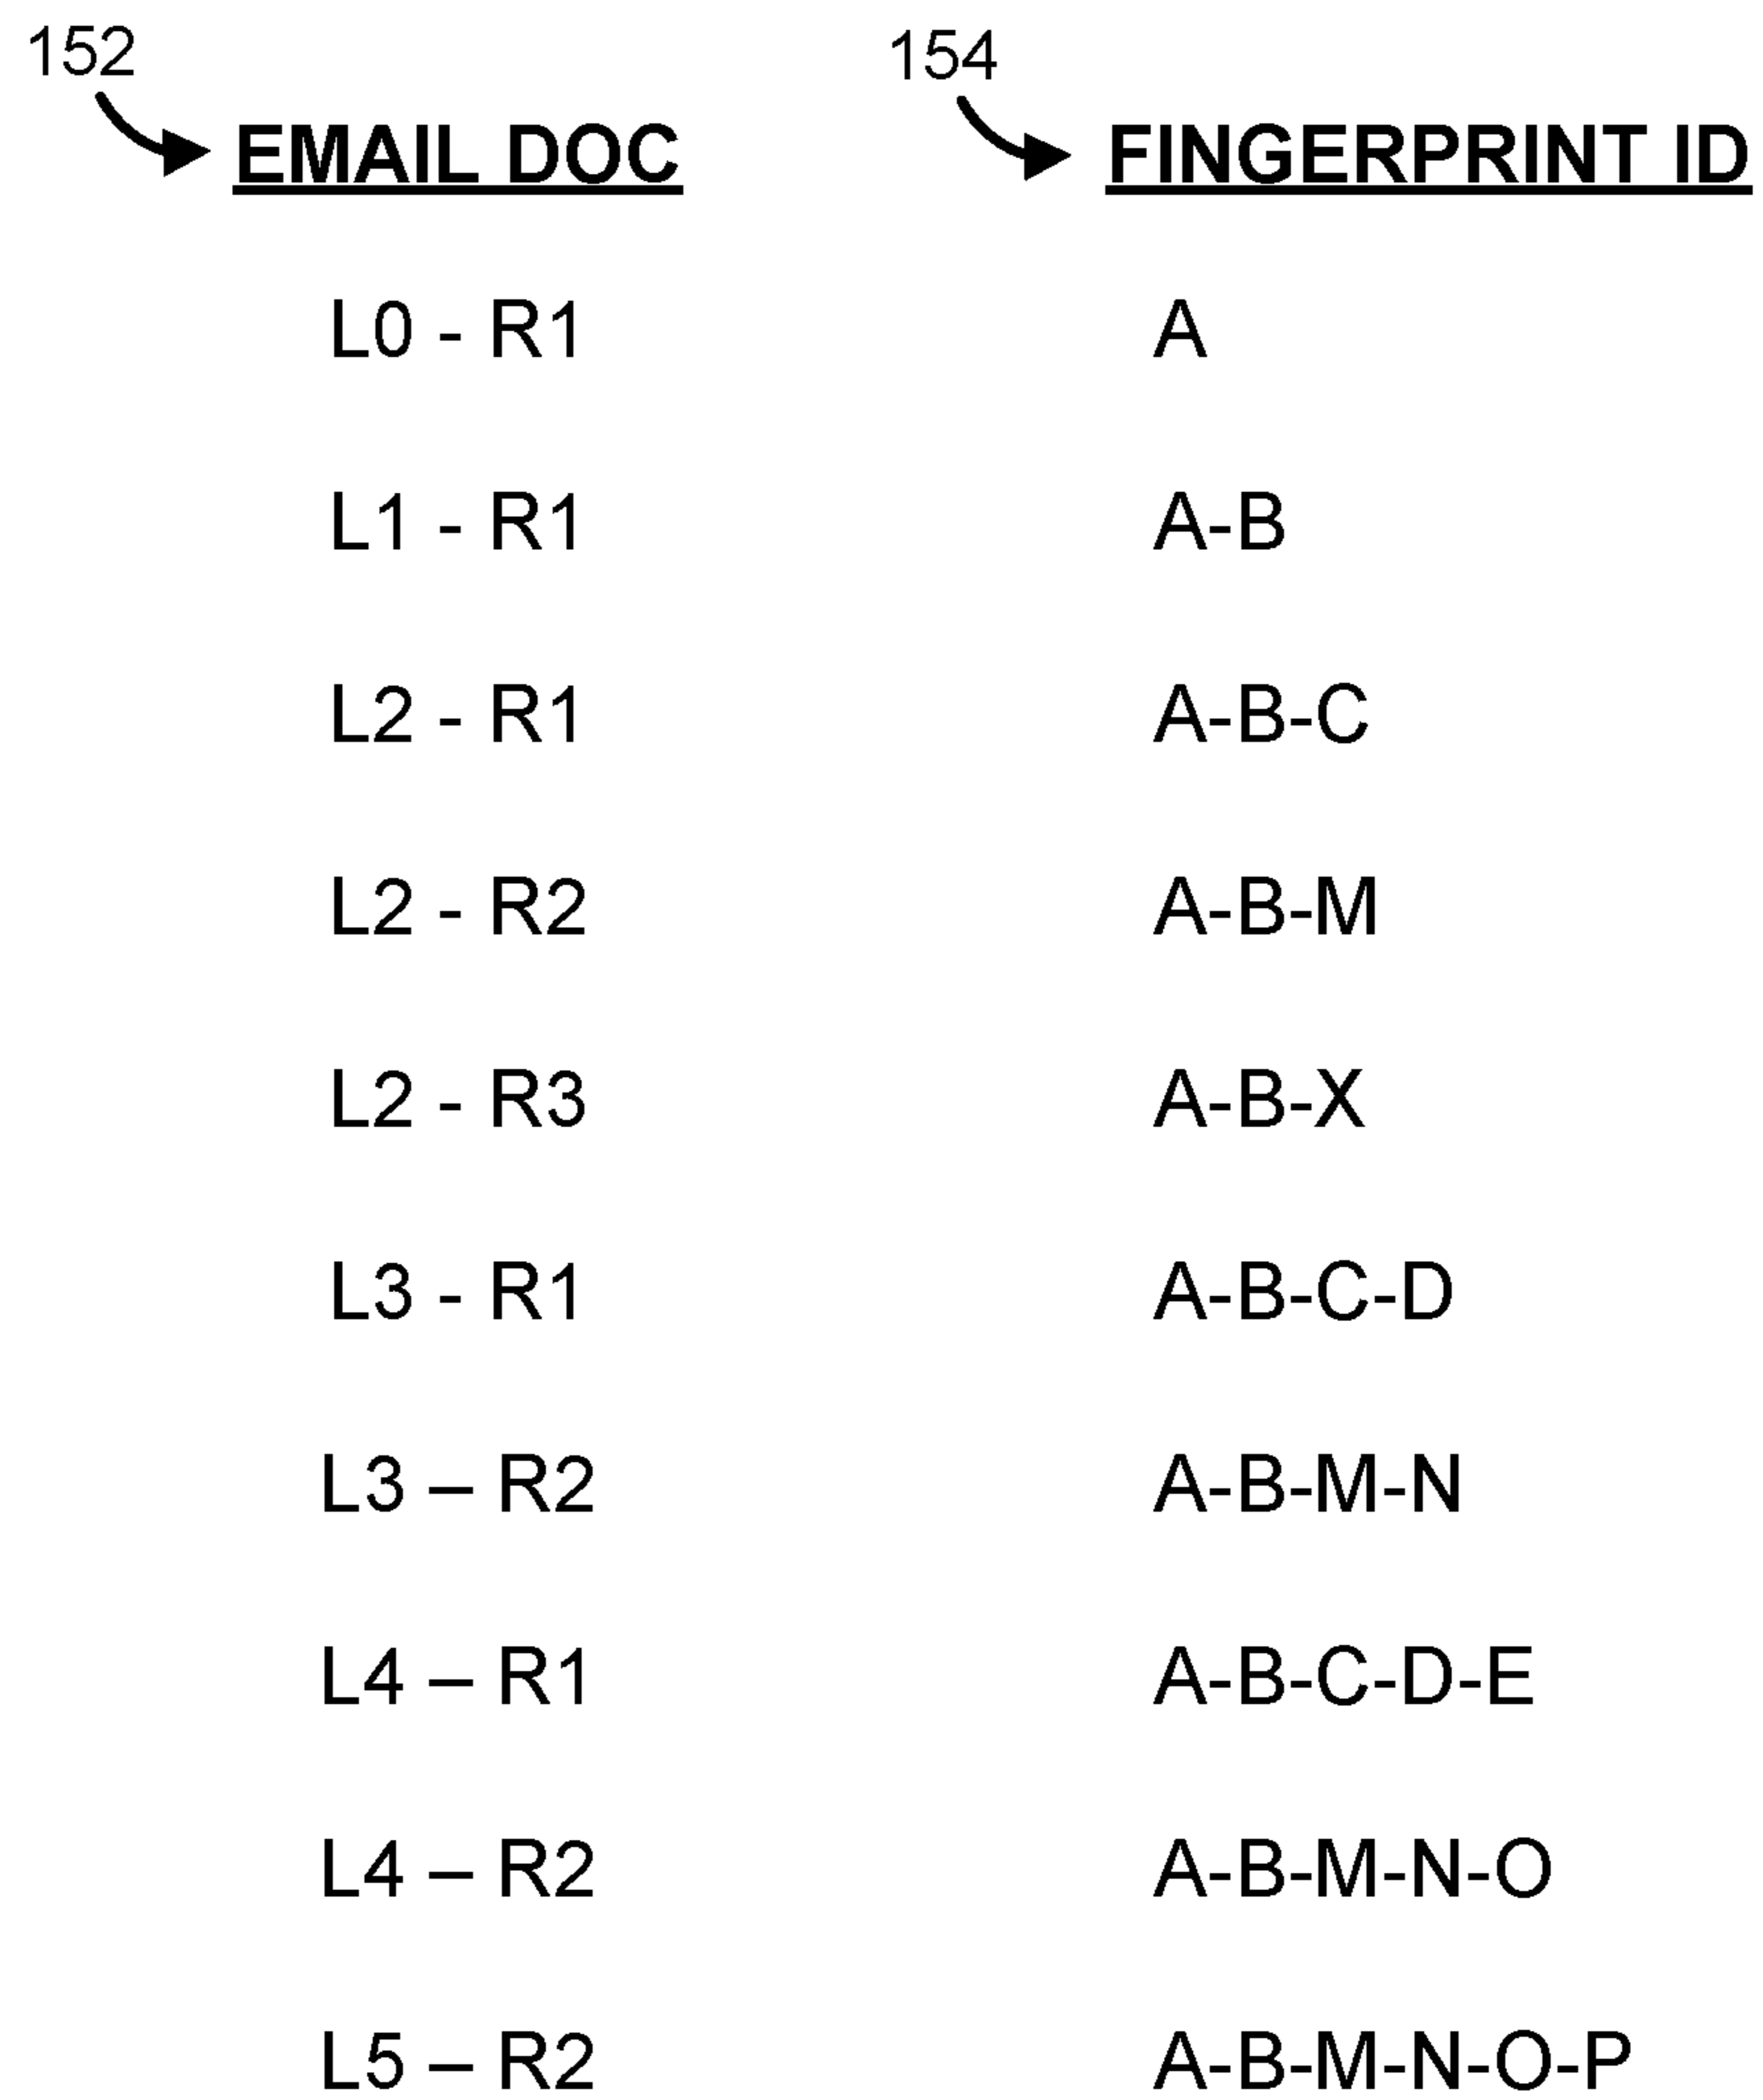 152 154
EMAIL DOC FINGERPRINT ID
L0 - R1 A
L1 - R1 A-B
L2 - R1 A-B-C
L2 - R2 A-B-M
L2 - R3 A-B-X
L3 - R1 A-B-C-D
L3 – R2 A-B-M-N
L4 – R1 A-B-C-D-E
L4 – R2 A-B-M-N-O
L5 – R2 A-B-M-N-O-P